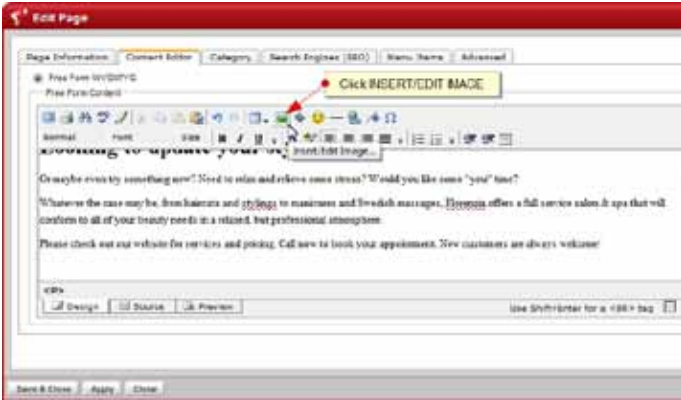 Edit Page
Page Information Content Editor Category Search Engines (SEO) Menu Items Advanced
Free Form WYSIWYG
Free Form Content
Click INSERT/EDIT IMAGE
Normal Font Size B I U
Insert/Edit Image...
Looking to update your
Or maybe even try something new? Need to relax and relieve some stress? Would you like some "you" time?
Whatever the case may be, from haircuts and stylings to manicures and Swedish massages, offers a full service salon & spa that will
conform to all of your beauty needs in a relaxed, but professional atmosphere.
Please check out our website for services and pricing. Call now to book your appointment. New customers are always welcome!
<P>
Design Source Preview Use Shift+Enter for a <BR> tag
Save & Close Apply Close